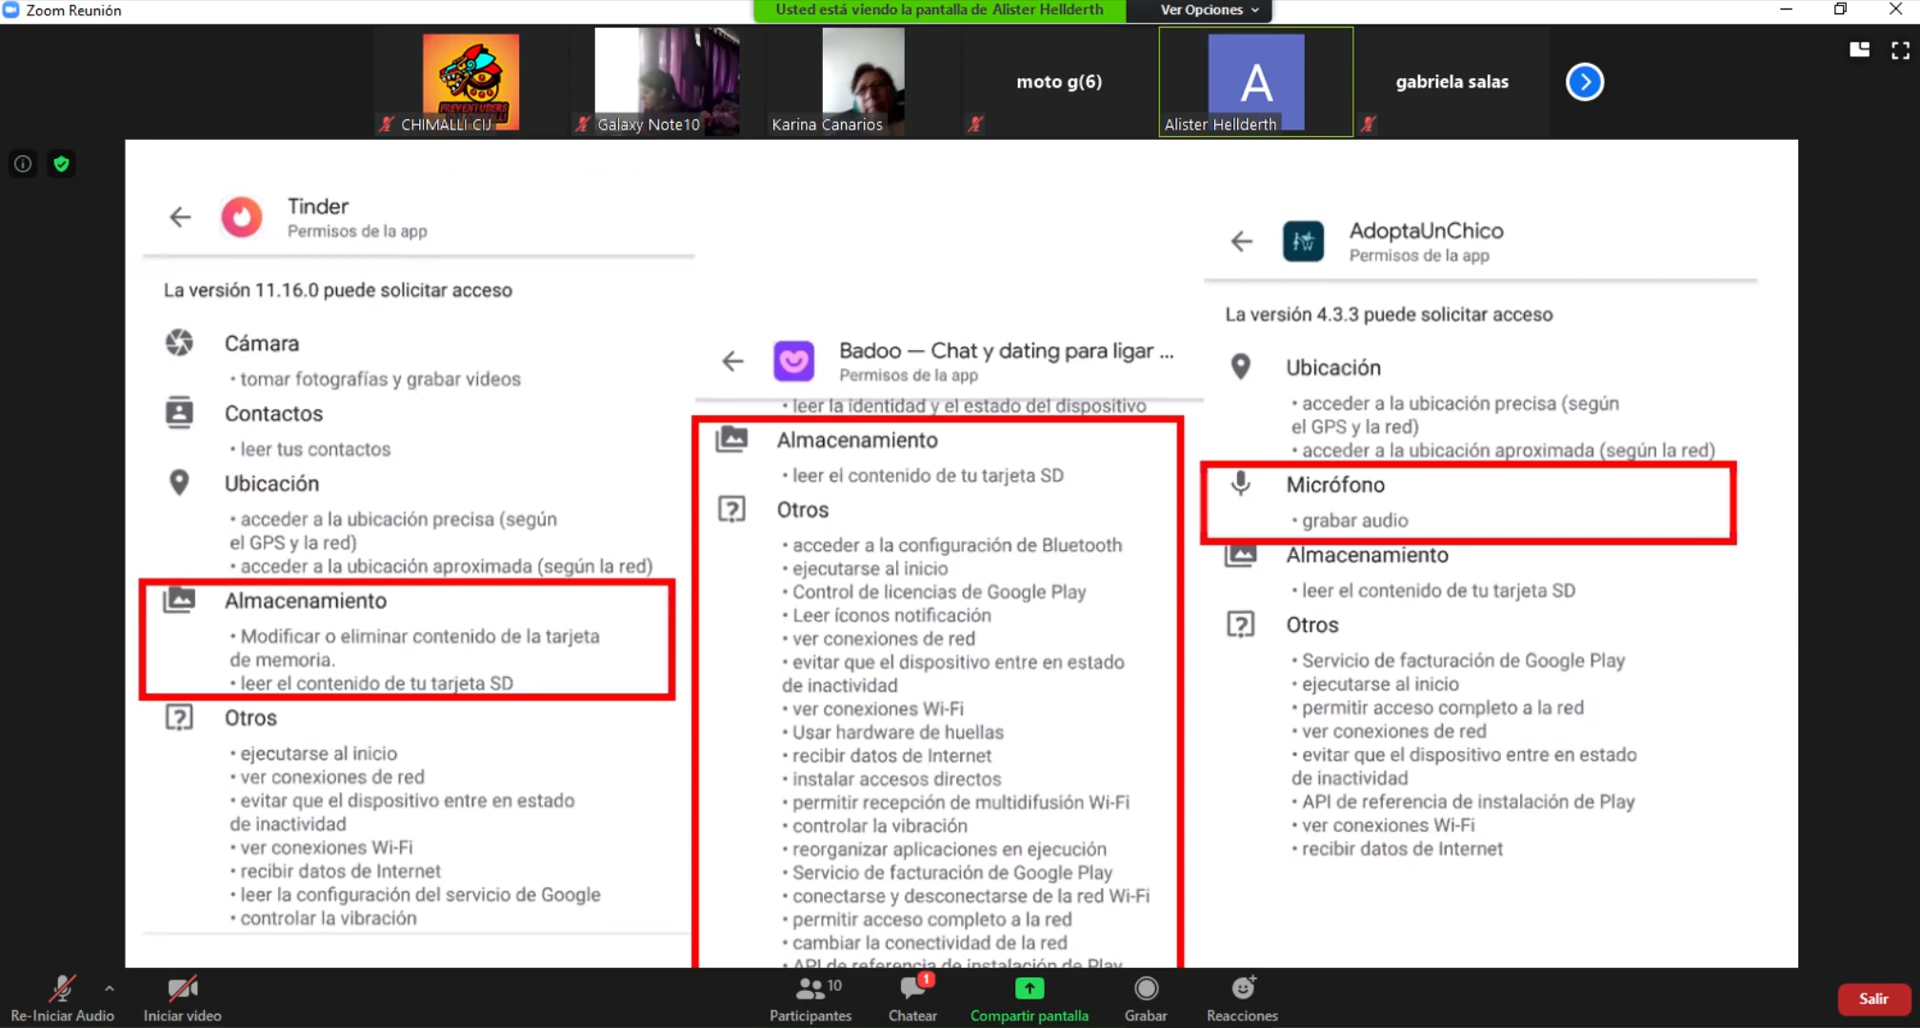 Zoom Reunión
Usted está viendo la pantalla de Alister Hellderth
Ver Opciones
PREVENTUBERS
CHIMALLI CIJ
Galaxy Note10
Karina Canarios
moto g(6)
A
Alister Hellderth
gabriela salas
Tinder
Permisos de la app
La versión 11.16.0 puede solicitar acceso
Cámara
• tomar fotografías y grabar videos
Contactos
• leer tus contactos
Ubicación
• acceder a la ubicación precisa (según
el GPS y la red)
• acceder a la ubicación aproximada (según la red)
Almacenamiento
• Modificar o eliminar contenido de la tarjeta
de memoria.
• leer el contenido de tu tarjeta SD
Otros
• ejecutarse al inicio
• ver conexiones de red
• evitar que el dispositivo entre en estado
de inactividad
• ver conexiones Wi-Fi
• recibir datos de Internet
• leer la configuración del servicio de Google
• controlar la vibración
Badoo — Chat y dating para ligar ...
Permisos de la app
• leer la identidad y el estado del dispositivo
Almacenamiento
• leer el contenido de tu tarjeta SD
Otros
• acceder a la configuración de Bluetooth
• ejecutarse al inicio
• Control de licencias de Google Play
• Leer íconos notificación
• ver conexiones de red
• evitar que el dispositivo entre en estado
de inactividad
• ver conexiones Wi-Fi
• Usar hardware de huellas
• recibir datos de Internet
• instalar accesos directos
• permitir recepción de multidifusión Wi-Fi
• controlar la vibración
• reorganizar aplicaciones en ejecución
• Servicio de facturación de Google Play
• conectarse y desconectarse de la red Wi-Fi
• permitir acceso completo a la red
• cambiar la conectividad de la red
• API de referencia de instalación de Play
AdoptaUnChico
Permisos de la app
La versión 4.3.3 puede solicitar acceso
Ubicación
• acceder a la ubicación precisa (según
el GPS y la red)
• acceder a la ubicación aproximada (según la red)
Micrófono
• grabar audio
Almacenamiento
• leer el contenido de tu tarjeta SD
Otros
• Servicio de facturación de Google Play
• ejecutarse al inicio
• permitir acceso completo a la red
• ver conexiones de red
• evitar que el dispositivo entre en estado
de inactividad
• API de referencia de instalación de Play
• ver conexiones Wi-Fi
• recibir datos de Internet
Re-Iniciar Audio
Iniciar video
10
Participantes
1
Chatear
Compartir pantalla
Grabar
Reacciones
Salir